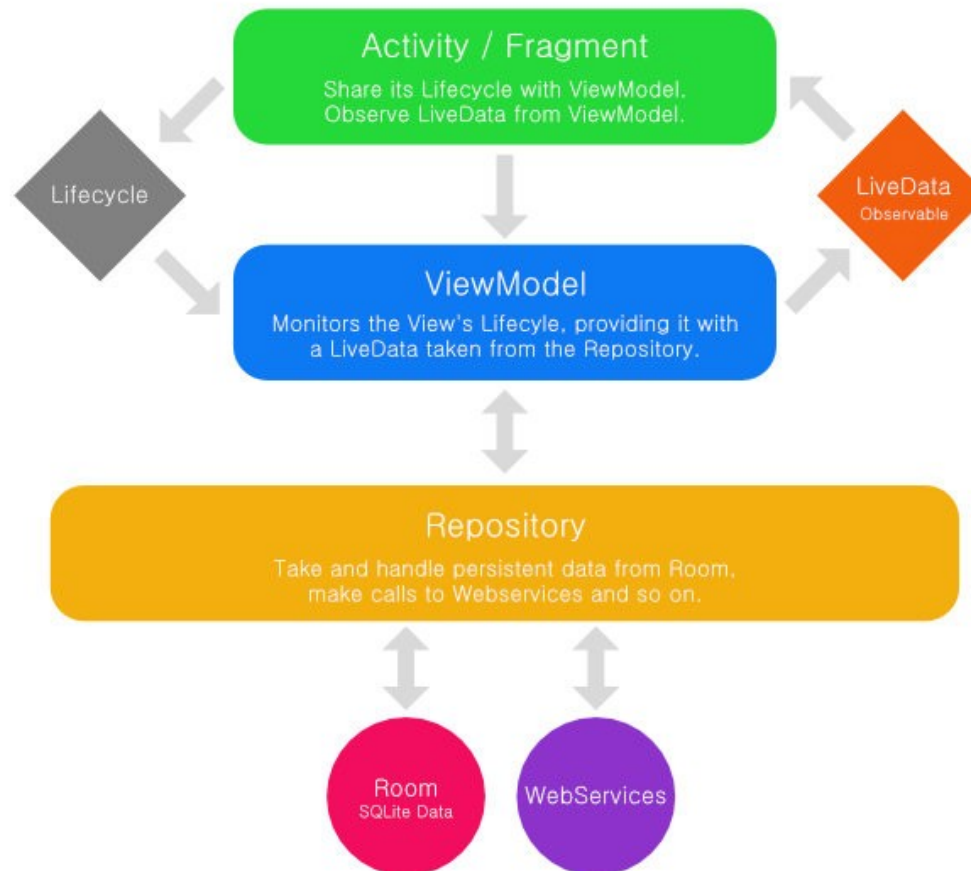 Activity / Fragment
Share its Lifecycle with ViewModel.
Observe LiveData from ViewModel.
Lifecycle
LiveData
Observable
ViewModel
Monitors the View's Lifecyle, providing it with
a LiveData taken from the Repository.
Repository
Take and handle persistent data from Room,
make calls to Webservices and so on.
Room
SQLite Data
WebServices